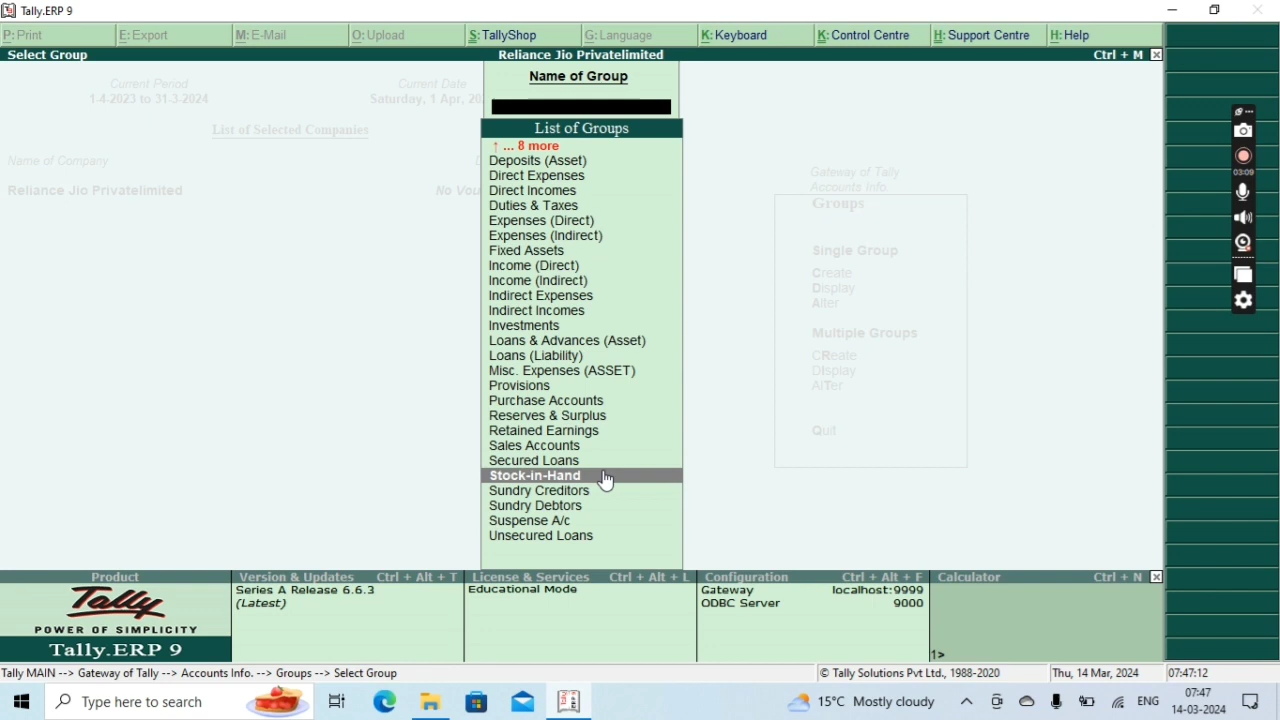 Tally.ERP 9
P: Print
E: Export
M: E-Mail
O: Upload
S: TallyShop
G: Language
K: Keyboard
K: Control Centre
H: Support Centre
H: Help
Select Group
Reliance Jio Privatelimited
Ctrl + M
Current Period
1-4-2023 to 31-3-2024
Current Date
Saturday, 1 Apr, 20
List of Selected Companies
Name of Company
Reliance Jio Privatelimited
No Vou
Name of Group
List of Groups
↑ ... 8 more
Deposits (Asset)
Direct Expenses
Direct Incomes
Duties & Taxes
Expenses (Direct)
Expenses (Indirect)
Fixed Assets
Income (Direct)
Income (Indirect)
Indirect Expenses
Indirect Incomes
Investments
Loans & Advances (Asset)
Loans (Liability)
Misc. Expenses (ASSET)
Provisions
Purchase Accounts
Reserves & Surplus
Retained Earnings
Sales Accounts
Secured Loans
Stock-in-Hand
Sundry Creditors
Sundry Debtors
Suspense A/c
Unsecured Loans
Gateway of Tally
Accounts Info.
Groups
Single Group
Create
Display
Alter
Multiple Groups
CReate
DIsplay
AlTer
Quit
03:09
Product
Tally
POWER OF SIMPLICITY
Tally.ERP 9
Version & Updates Ctrl + Alt + T
Series A Release 6.6.3
(Latest)
License & Services Ctrl + Alt + L
Educational Mode
Configuration Ctrl + Alt + F
Gateway localhost:9999
ODBC Server 9000
Calculator Ctrl + N
1>
Tally MAIN --> Gateway of Tally --> Accounts Info. --> Groups --> Select Group
© Tally Solutions Pvt Ltd., 1988-2020
Thu, 14 Mar, 2024
07:47:12
Type here to search
15°C Mostly cloudy
ENG
07:47
14-03-2024